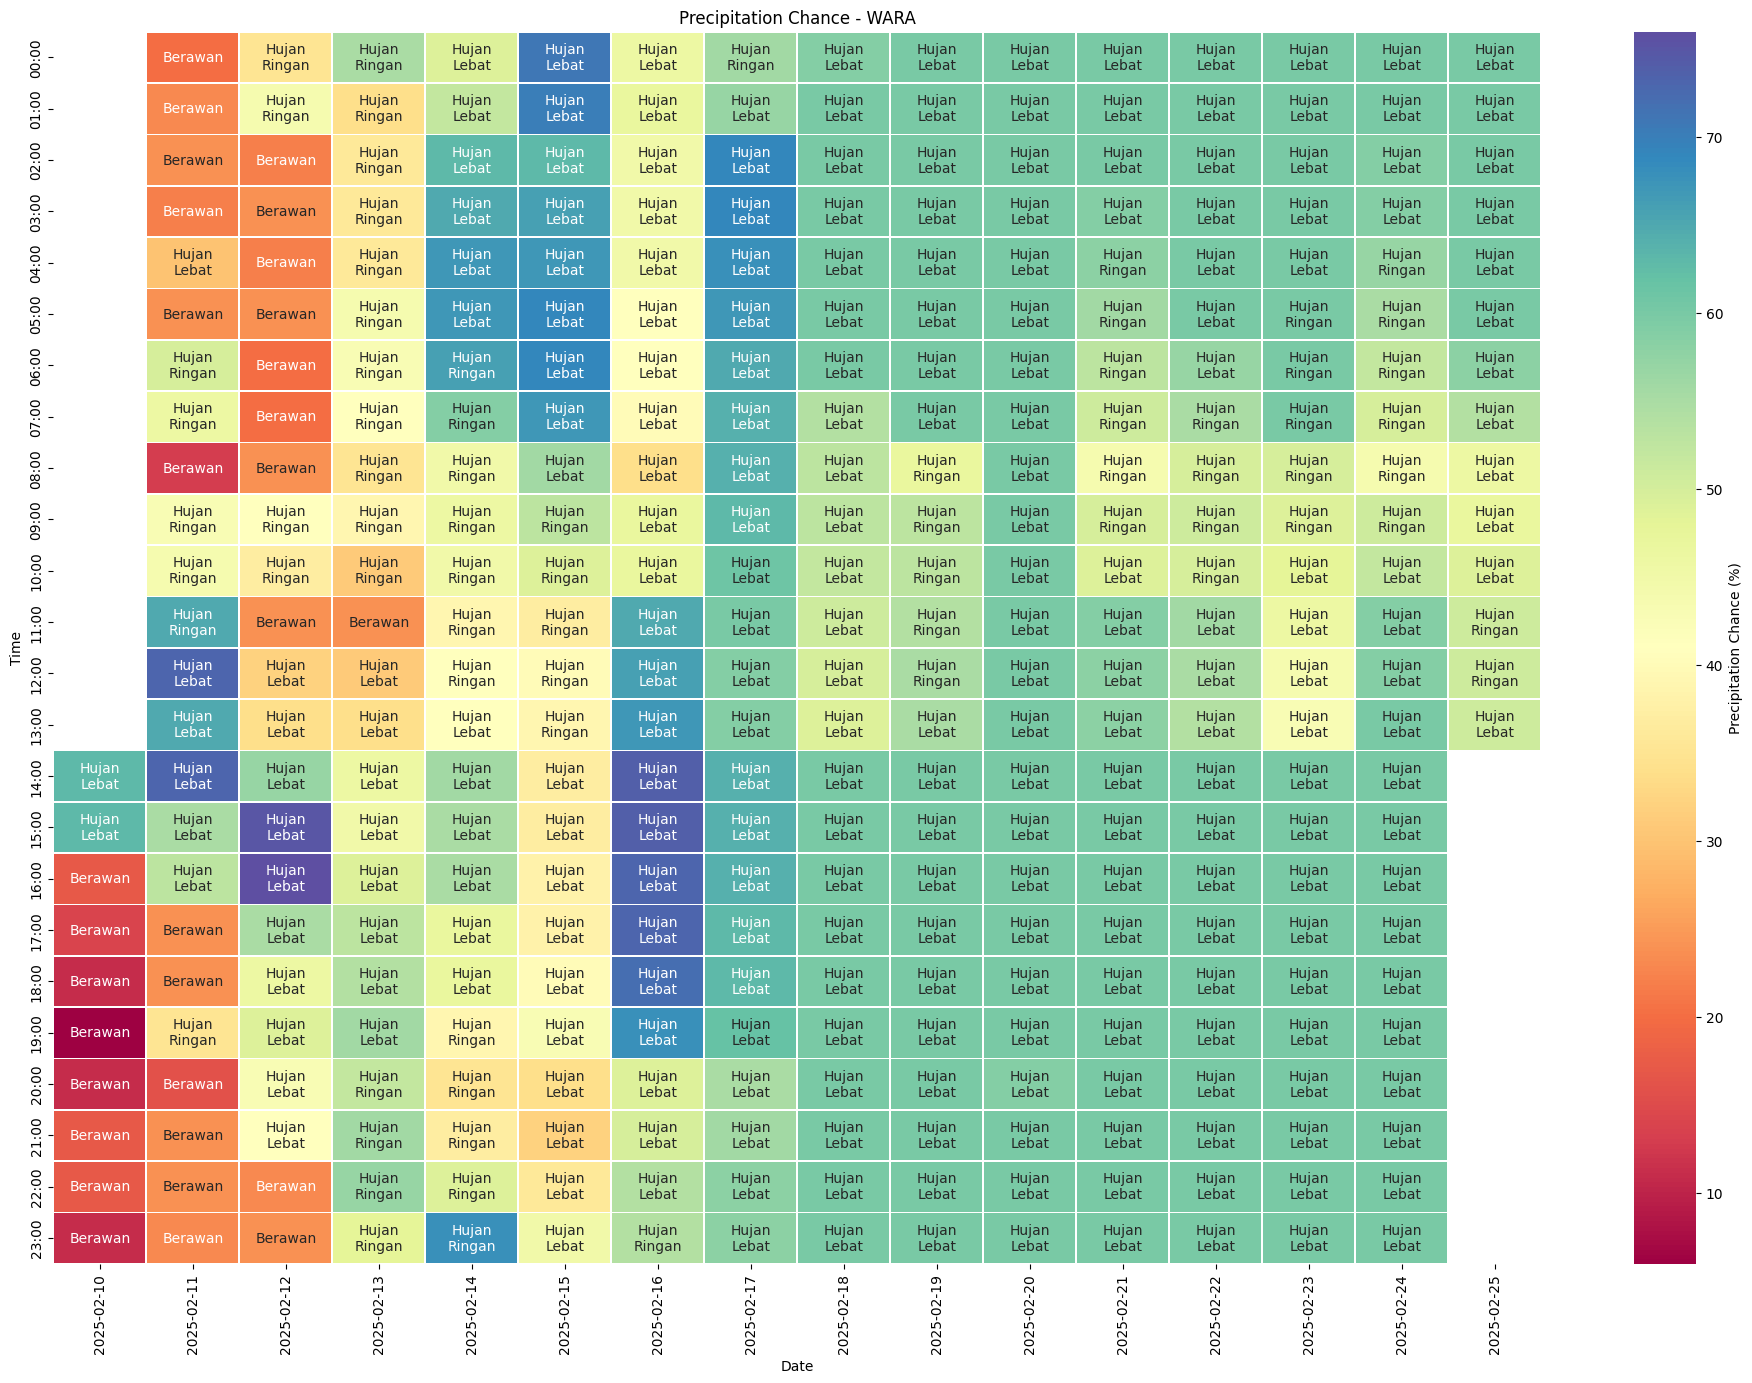 Precipitation Chance - WARA
00:00 Berawan Hujan Ringan Hujan Ringan Hujan Lebat Hujan Lebat Hujan Lebat Hujan Ringan Hujan Lebat Hujan Lebat Hujan Lebat Hujan Lebat Hujan Lebat Hujan Lebat Hujan Lebat Hujan Lebat
01:00 Berawan Hujan Ringan Hujan Ringan Hujan Lebat Hujan Lebat Hujan Lebat Hujan Lebat Hujan Lebat Hujan Lebat Hujan Lebat Hujan Lebat Hujan Lebat Hujan Lebat Hujan Lebat Hujan Lebat
02:00 Berawan Berawan Hujan Ringan Hujan Lebat Hujan Lebat Hujan Lebat Hujan Lebat Hujan Lebat Hujan Lebat Hujan Lebat Hujan Lebat Hujan Lebat Hujan Lebat Hujan Lebat Hujan Lebat
03:00 Berawan Berawan Hujan Ringan Hujan Lebat Hujan Lebat Hujan Lebat Hujan Lebat Hujan Lebat Hujan Lebat Hujan Lebat Hujan Lebat Hujan Lebat Hujan Lebat Hujan Lebat Hujan Lebat
04:00 Hujan Lebat Berawan Hujan Ringan Hujan Lebat Hujan Lebat Hujan Lebat Hujan Lebat Hujan Lebat Hujan Lebat Hujan Lebat Hujan Ringan Hujan Lebat Hujan Lebat Hujan Ringan Hujan Lebat
05:00 Berawan Berawan Hujan Ringan Hujan Lebat Hujan Lebat Hujan Lebat Hujan Lebat Hujan Lebat Hujan Lebat Hujan Lebat Hujan Ringan Hujan Lebat Hujan Ringan Hujan Ringan Hujan Lebat
06:00 Hujan Ringan Berawan Hujan Ringan Hujan Ringan Hujan Lebat Hujan Lebat Hujan Lebat Hujan Lebat Hujan Lebat Hujan Lebat Hujan Ringan Hujan Lebat Hujan Ringan Hujan Ringan Hujan Lebat
07:00 Hujan Ringan Berawan Hujan Ringan Hujan Ringan Hujan Lebat Hujan Lebat Hujan Lebat Hujan Lebat Hujan Lebat Hujan Lebat Hujan Ringan Hujan Ringan Hujan Ringan Hujan Ringan Hujan Lebat
08:00 Berawan Berawan Hujan Ringan Hujan Ringan Hujan Lebat Hujan Lebat Hujan Lebat Hujan Lebat Hujan Ringan Hujan Lebat Hujan Ringan Hujan Ringan Hujan Ringan Hujan Ringan Hujan Lebat
09:00 Hujan Ringan Hujan Ringan Hujan Ringan Hujan Ringan Hujan Ringan Hujan Lebat Hujan Lebat Hujan Lebat Hujan Ringan Hujan Lebat Hujan Ringan Hujan Ringan Hujan Ringan Hujan Ringan Hujan Lebat
10:00 Hujan Ringan Hujan Ringan Hujan Ringan Hujan Ringan Hujan Ringan Hujan Lebat Hujan Lebat Hujan Lebat Hujan Ringan Hujan Lebat Hujan Lebat Hujan Ringan Hujan Lebat Hujan Lebat Hujan Lebat
11:00 Hujan Ringan Berawan Berawan Hujan Ringan Hujan Ringan Hujan Lebat Hujan Lebat Hujan Lebat Hujan Ringan Hujan Lebat Hujan Lebat Hujan Lebat Hujan Lebat Hujan Lebat Hujan Ringan
12:00 Hujan Lebat Hujan Lebat Hujan Lebat Hujan Ringan Hujan Ringan Hujan Lebat Hujan Lebat Hujan Lebat Hujan Ringan Hujan Lebat Hujan Lebat Hujan Lebat Hujan Lebat Hujan Lebat Hujan Ringan
13:00 Hujan Lebat Hujan Lebat Hujan Lebat Hujan Lebat Hujan Ringan Hujan Lebat Hujan Lebat Hujan Lebat Hujan Lebat Hujan Lebat Hujan Lebat Hujan Lebat Hujan Lebat Hujan Lebat Hujan Lebat
14:00 Hujan Lebat Hujan Lebat Hujan Lebat Hujan Lebat Hujan Lebat Hujan Lebat Hujan Lebat Hujan Lebat Hujan Lebat Hujan Lebat Hujan Lebat Hujan Lebat Hujan Lebat Hujan Lebat Hujan Lebat
15:00 Hujan Lebat Hujan Lebat Hujan Lebat Hujan Lebat Hujan Lebat Hujan Lebat Hujan Lebat Hujan Lebat Hujan Lebat Hujan Lebat Hujan Lebat Hujan Lebat Hujan Lebat Hujan Lebat Hujan Lebat
16:00 Berawan Hujan Lebat Hujan Lebat Hujan Lebat Hujan Lebat Hujan Lebat Hujan Lebat Hujan Lebat Hujan Lebat Hujan Lebat Hujan Lebat Hujan Lebat Hujan Lebat Hujan Lebat Hujan Lebat
17:00 Berawan Berawan Hujan Lebat Hujan Lebat Hujan Lebat Hujan Lebat Hujan Lebat Hujan Lebat Hujan Lebat Hujan Lebat Hujan Lebat Hujan Lebat Hujan Lebat Hujan Lebat Hujan Lebat
18:00 Berawan Berawan Hujan Lebat Hujan Lebat Hujan Lebat Hujan Lebat Hujan Lebat Hujan Lebat Hujan Lebat Hujan Lebat Hujan Lebat Hujan Lebat Hujan Lebat Hujan Lebat Hujan Lebat
19:00 Berawan Hujan Ringan Hujan Lebat Hujan Lebat Hujan Ringan Hujan Lebat Hujan Lebat Hujan Lebat Hujan Lebat Hujan Lebat Hujan Lebat Hujan Lebat Hujan Lebat Hujan Lebat Hujan Lebat
20:00 Berawan Berawan Hujan Lebat Hujan Ringan Hujan Ringan Hujan Lebat Hujan Lebat Hujan Lebat Hujan Lebat Hujan Lebat Hujan Lebat Hujan Lebat Hujan Lebat Hujan Lebat Hujan Lebat
21:00 Berawan Berawan Hujan Lebat Hujan Ringan Hujan Ringan Hujan Lebat Hujan Lebat Hujan Lebat Hujan Lebat Hujan Lebat Hujan Lebat Hujan Lebat Hujan Lebat Hujan Lebat Hujan Lebat
22:00 Berawan Berawan Berawan Hujan Ringan Hujan Ringan Hujan Lebat Hujan Lebat Hujan Lebat Hujan Lebat Hujan Lebat Hujan Lebat Hujan Lebat Hujan Lebat Hujan Lebat Hujan Lebat
23:00 Berawan Berawan Berawan Hujan Ringan Hujan Ringan Hujan Lebat Hujan Ringan Hujan Lebat Hujan Lebat Hujan Lebat Hujan Lebat Hujan Lebat Hujan Lebat Hujan Lebat Hujan Lebat
Time
2025-02-10 2025-02-11 2025-02-12 2025-02-13 2025-02-14 2025-02-15 2025-02-16 2025-02-17 2025-02-18 2025-02-19 2025-02-20 2025-02-21 2025-02-22 2025-02-23 2025-02-24 2025-02-25
Date
70
60
50
40
30
20
10
Precipitation Chance (%)